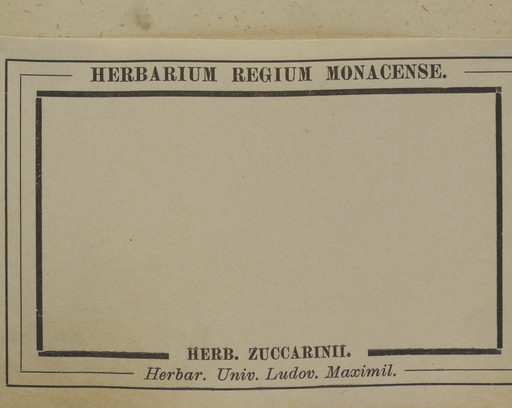 HERBARIUM REGIUM MONACENSE.
HERB. ZUCCARINII.
Herbar. Univ. Ludov. Maximil.